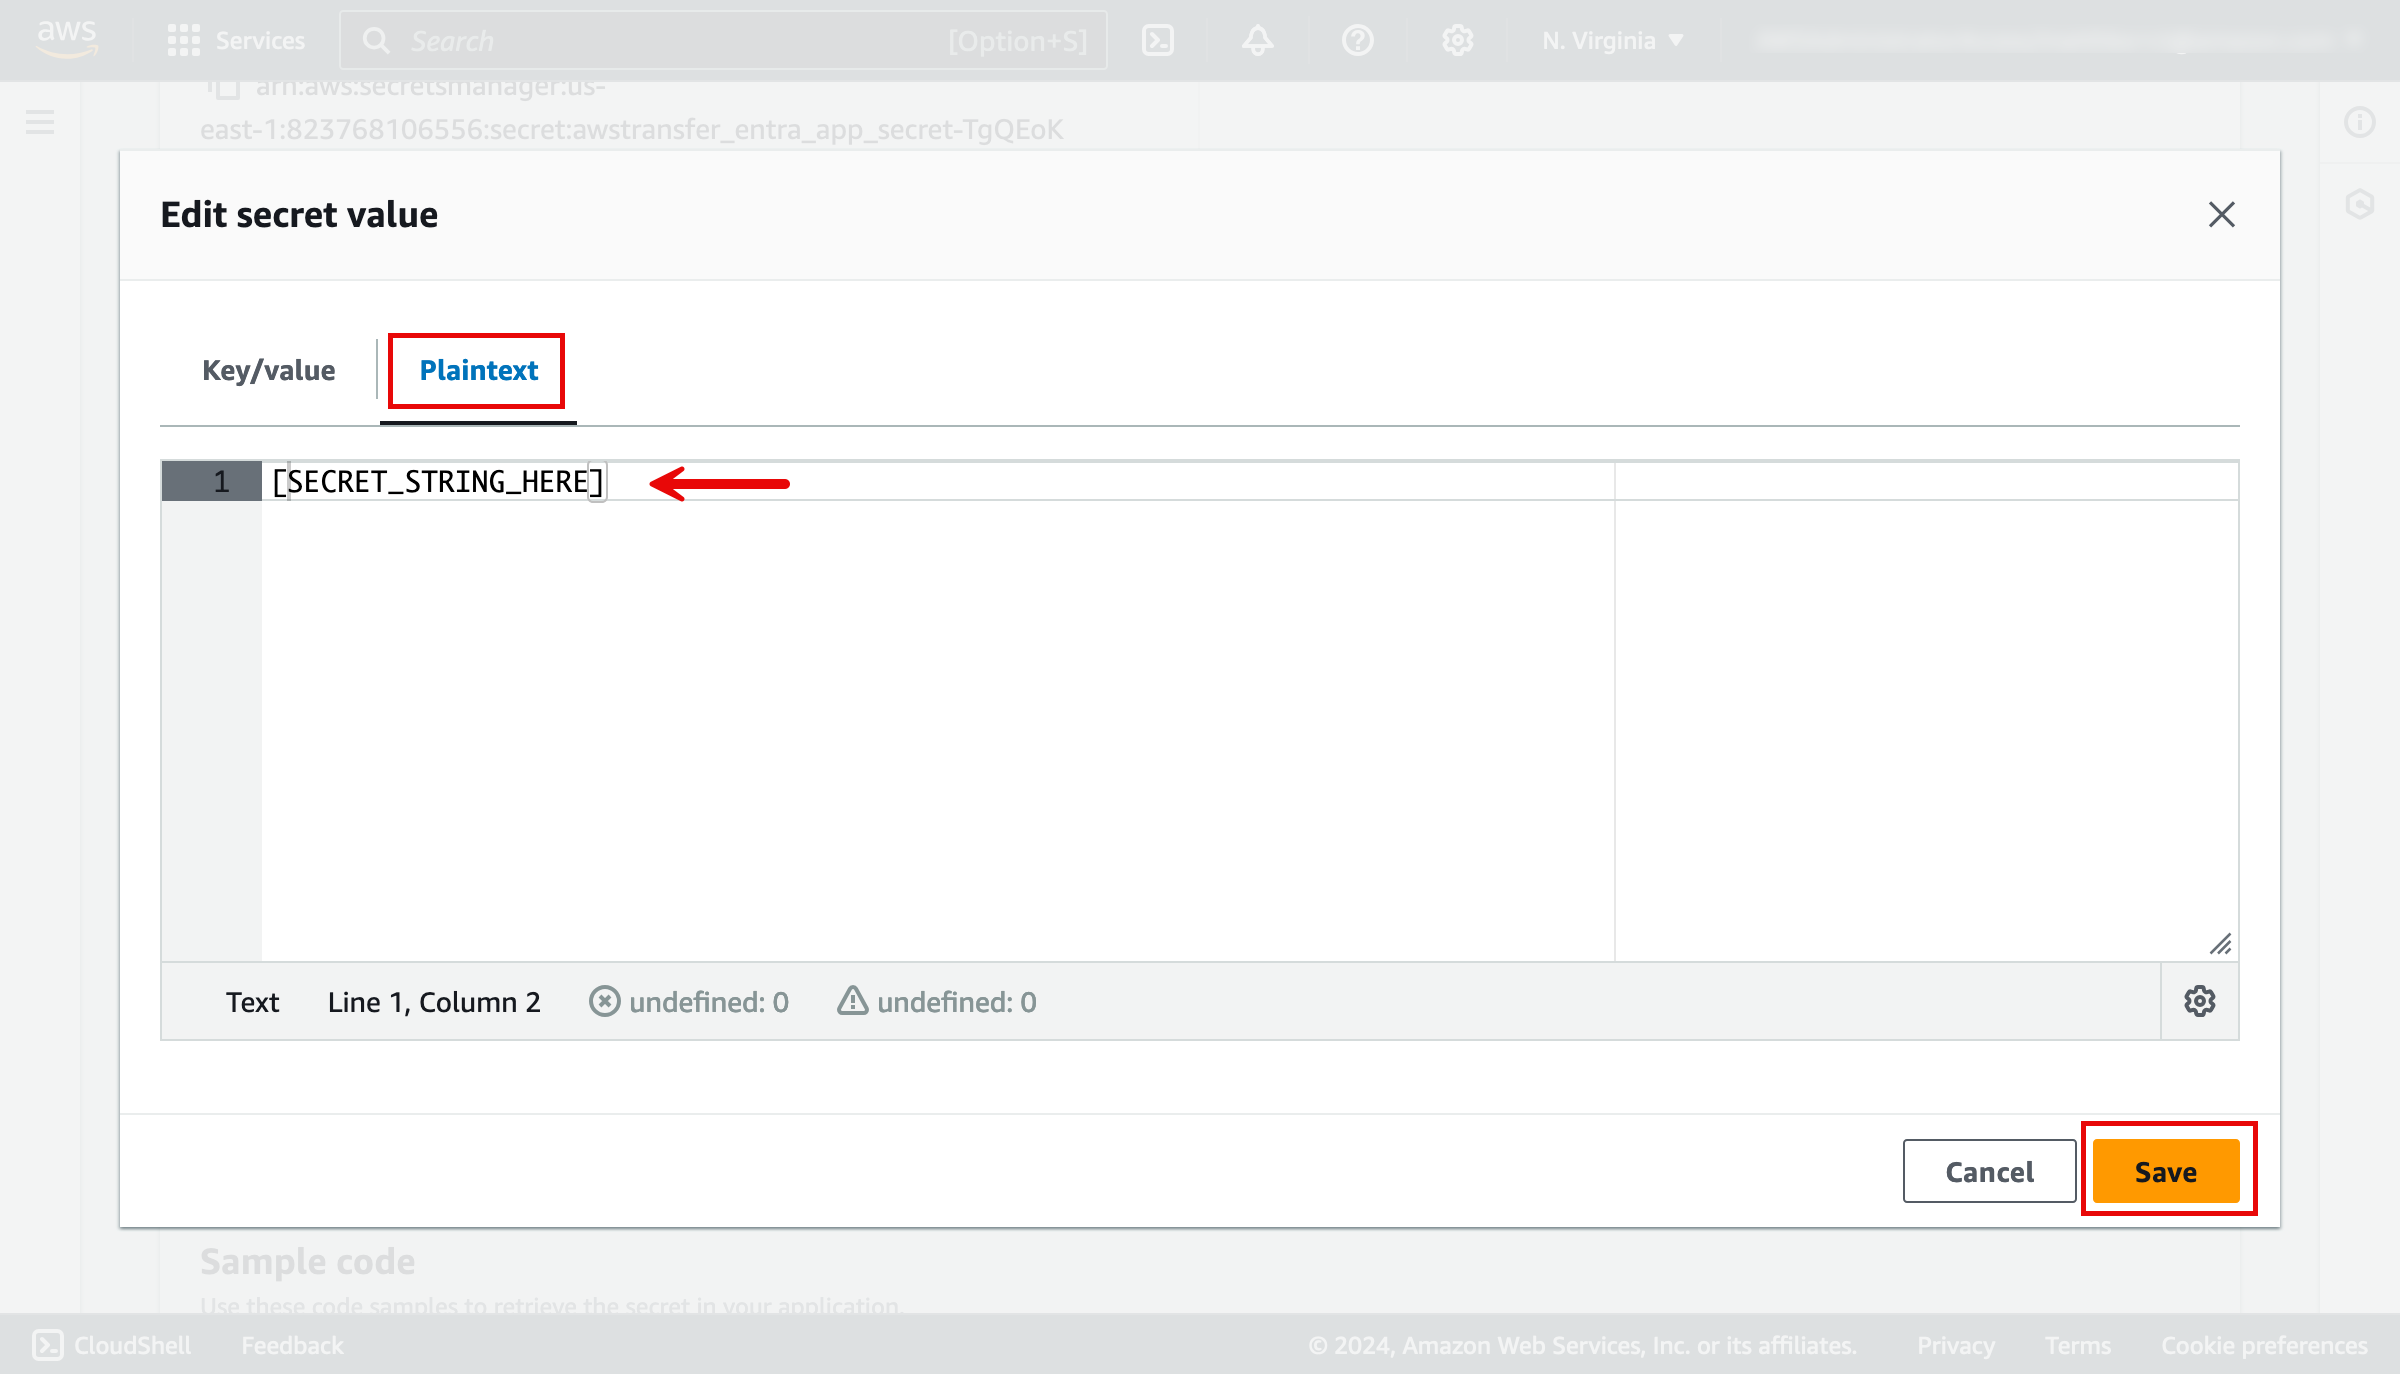 aws
Services
Search
[Option+S]
N. Virginia
arn:aws:secretsmanager:us-
east-1:823768106556:secret:awstransfer_entra_app_secret-TgQEoK
Edit secret value
Key/value
Plaintext
1
[SECRET_STRING_HERE]
Text
Line 1, Column 2
undefined: 0
undefined: 0
Cancel
Save
Sample code
Use these code samples to retrieve the secret in your application.
CloudShell
Feedback
© 2024, Amazon Web Services, Inc. or its affiliates.
Privacy
Terms
Cookie preferences